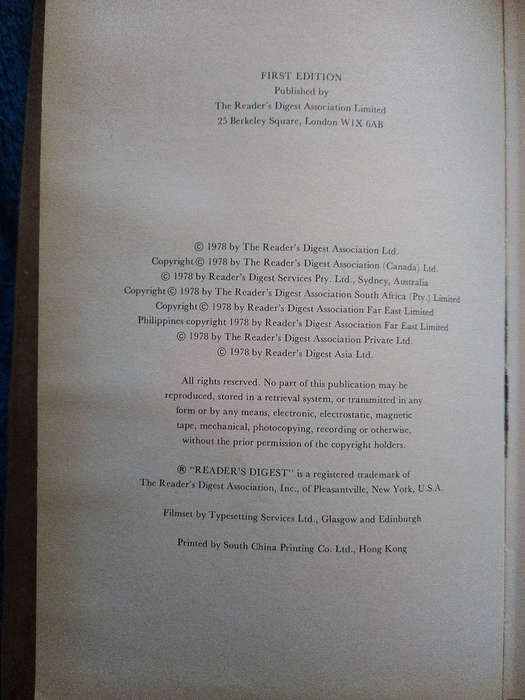 FIRST EDITION
Published by
The Reader's Digest Association Limited
25 Berkeley Square, London W1X 6AB
© 1978 by The Reader's Digest Association Ltd.
Copyright © 1978 by The Reader's Digest Association (Canada) Ltd.
© 1978 by Reader's Digest Services Pty. Ltd., Sydney, Australia
Copyright © 1978 by The Reader's Digest Association South Africa (Pty.) Limited
Copyright © 1978 by Reader's Digest Association Far East Limited
Philippines copyright 1978 by Reader's Digest Association Far East Limited
© 1978 by The Reader's Digest Association Private Ltd.
© 1978 by Reader's Digest Asia Ltd.
All rights reserved. No part of this publication may be
reproduced, stored in a retrieval system, or transmitted in any
form or by any means, electronic, electrostatic, magnetic
tape, mechanical, photocopying, recording or otherwise,
without the prior permission of the copyright holders.
® "READER'S DIGEST" is a registered trademark of
The Reader's Digest Association, Inc., of Pleasantville, New York, U.S.A.
Filmset by Typesetting Services Ltd., Glasgow and Edinburgh
Printed by South China Printing Co. Ltd., Hong Kong